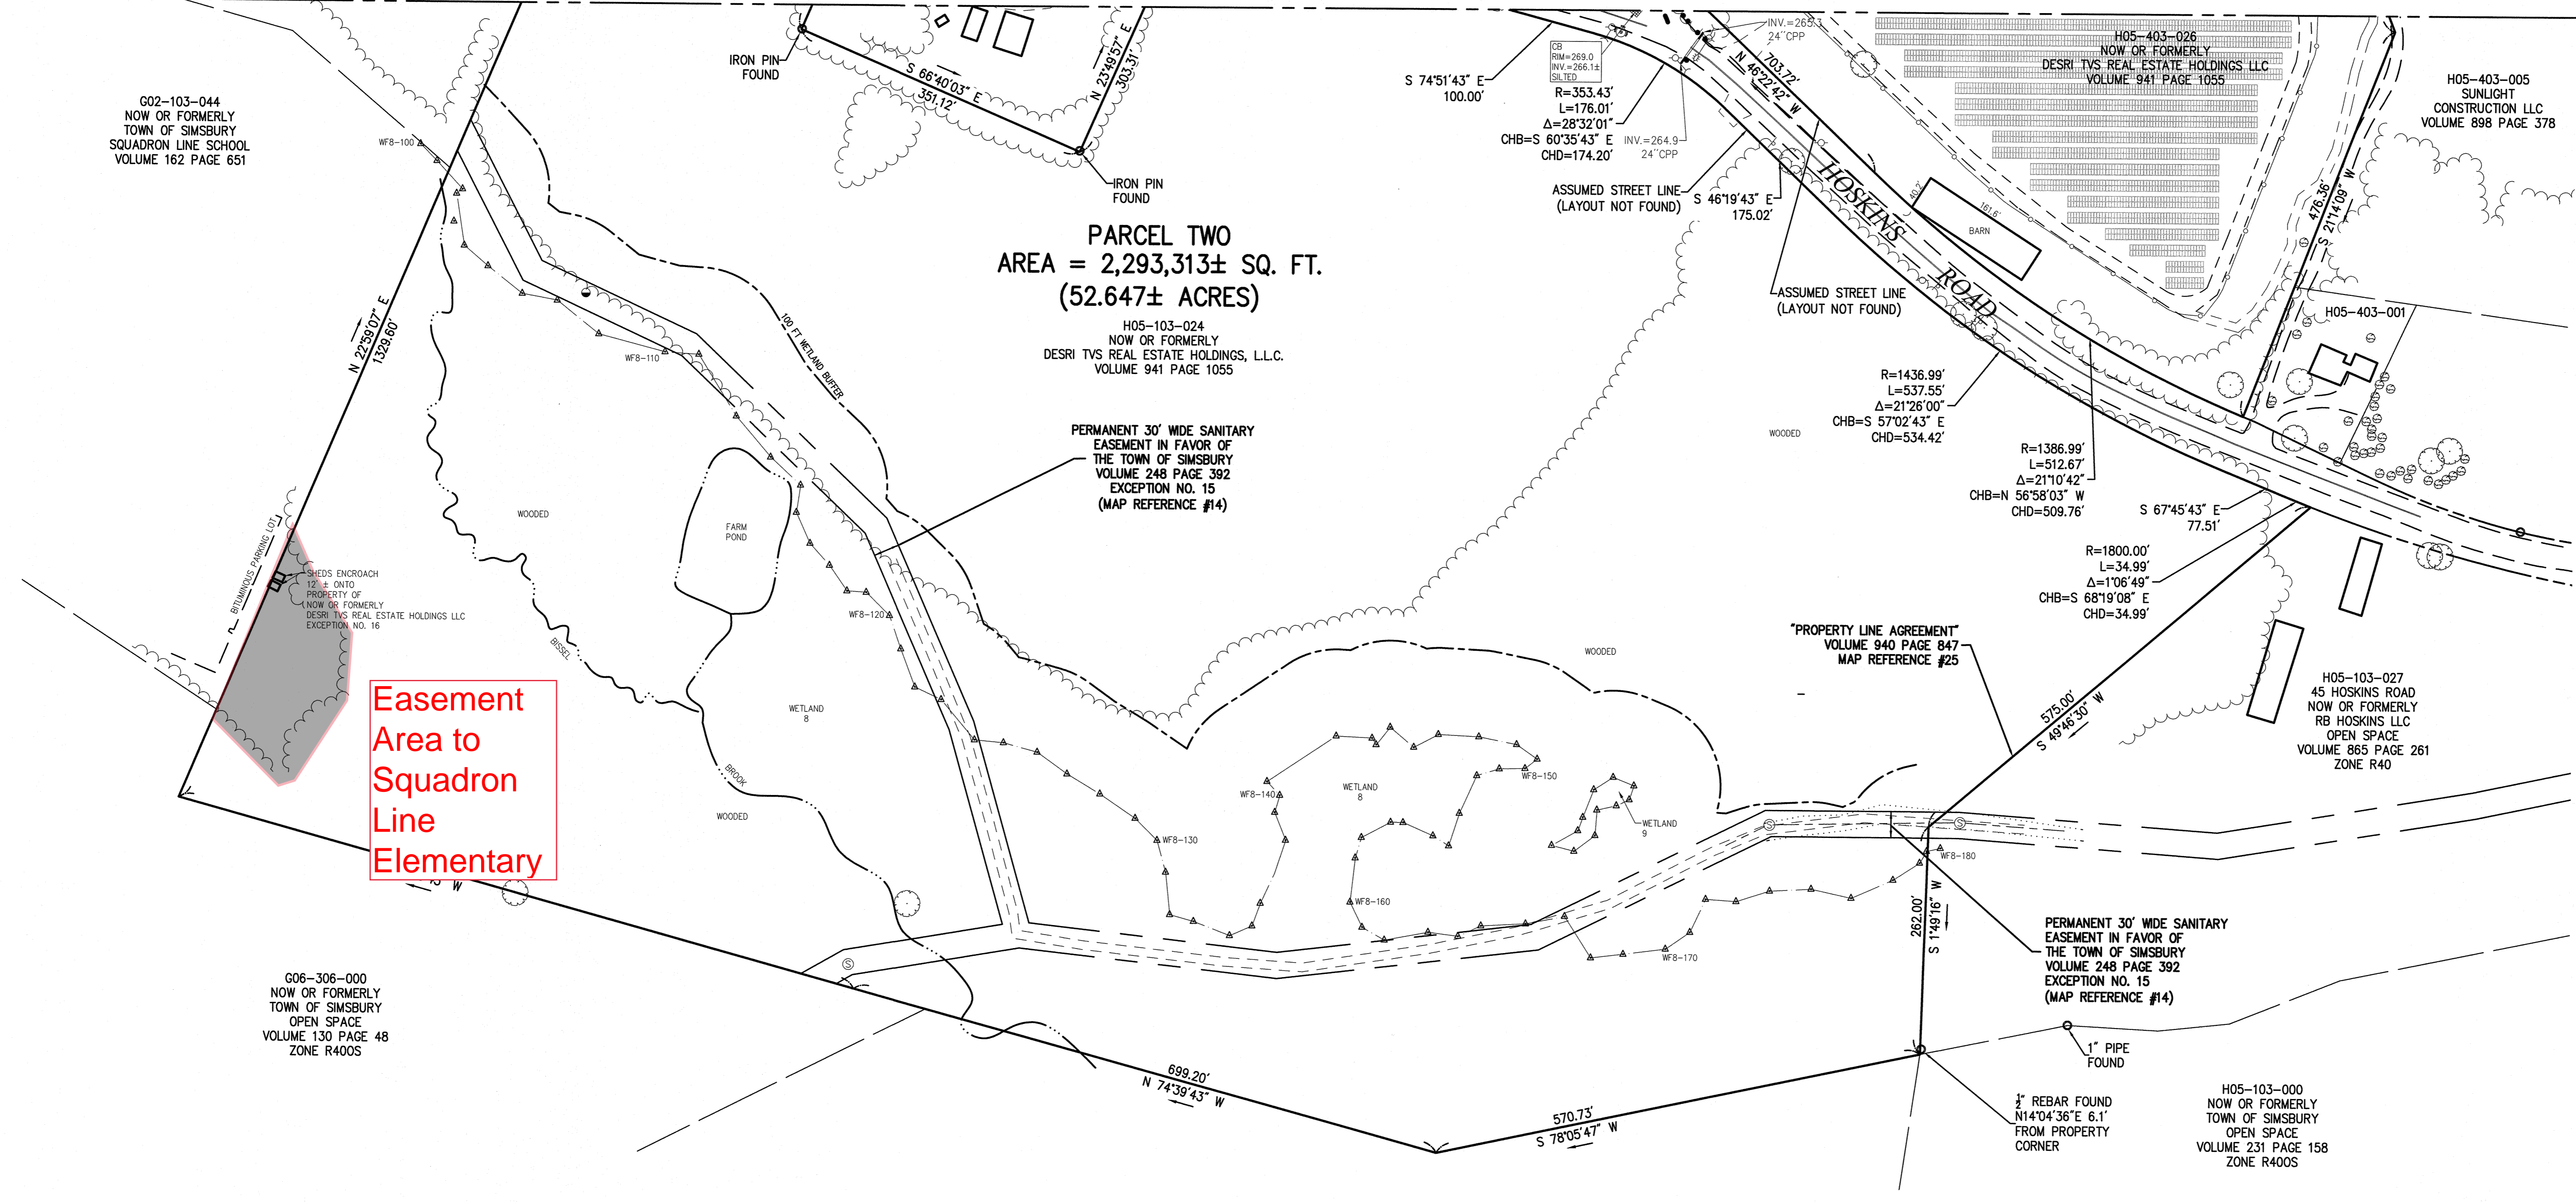 G02-103-044
NOW OR FORMERLY
TOWN OF SIMSBURY
SQUADRON LINE SCHOOL
VOLUME 162 PAGE 651
WF8-100
IRON PIN
FOUND
S 66°40'03" E
351.12'
N 23°49'57" E
303.31'
IRON PIN
FOUND
PARCEL TWO
AREA = 2,293,313± SQ. FT.
(52.647± ACRES)
H05-103-024
NOW OR FORMERLY
DESRI TVS REAL ESTATE HOLDINGS, L.L.C.
VOLUME 941 PAGE 1055
S 74°51'43" E
100.00'
CB
RIM=269.0
INV.=266.1±
SILTED
R=353.43'
L=176.01'
Δ=28°32'01"
CHB=S 60°35'43" E
CHD=174.20'
INV.=265.3
24"CPP
INV.=264.9
24"CPP
703.72'
N 46°22'42" W
ASSUMED STREET LINE
(LAYOUT NOT FOUND)
S 46°19'43" E
175.02'
HOSKINS ROAD
ASSUMED STREET LINE
(LAYOUT NOT FOUND)
40.2'
161.6'
BARN
H05-403-026
NOW OR FORMERLY
DESRI TVS REAL ESTATE HOLDINGS LLC
VOLUME 941 PAGE 1055
H05-403-005
SUNLIGHT
CONSTRUCTION LLC
VOLUME 898 PAGE 378
476.36'
S 21°14'09" W
H05-403-001
N 22°59'07" E
1329.60'
WF8-110
100 FT WETLAND BUFFER
PERMANENT 30' WIDE SANITARY
EASEMENT IN FAVOR OF
THE TOWN OF SIMSBURY
VOLUME 248 PAGE 392
EXCEPTION NO. 15
(MAP REFERENCE #14)
WOODED
R=1436.99'
L=537.55'
Δ=21°26'00"
CHB=S 57°02'43" E
CHD=534.42'
R=1386.99'
L=512.67'
Δ=21°10'42"
CHB=N 56°58'03" W
CHD=509.76'
S 67°45'43" E
77.51'
R=1800.00'
L=34.99'
Δ=1°06'49"
CHB=S 68°19'08" E
CHD=34.99'
WOODED
FARM
POND
BITUMINOUS PARKING LOT
SHEDS ENCROACH
12' ± ONTO
PROPERTY OF
NOW OR FORMERLY
DESRI TVS REAL ESTATE HOLDINGS LLC
EXCEPTION NO. 16
WF8-120
BISSEL
BROOK
WOODED
"PROPERTY LINE AGREEMENT"
VOLUME 940 PAGE 847
MAP REFERENCE #25
575.00'
S 49°46'30" W
H05-103-027
45 HOSKINS ROAD
NOW OR FORMERLY
RB HOSKINS LLC
OPEN SPACE
VOLUME 865 PAGE 261
ZONE R40
Easement
Area to
Squadron
Line
Elementary
W
WETLAND
8
WOODED
WF8-130
WF8-140
WETLAND
8
WF8-150
WETLAND
9
WF8-160
WF8-170
WF8-180
S
S
S
262.00'
S 1°49'16" W
PERMANENT 30' WIDE SANITARY
EASEMENT IN FAVOR OF
THE TOWN OF SIMSBURY
VOLUME 248 PAGE 392
EXCEPTION NO. 15
(MAP REFERENCE #14)
G06-306-000
NOW OR FORMERLY
TOWN OF SIMSBURY
OPEN SPACE
VOLUME 130 PAGE 48
ZONE R40OS
699.20'
N 74°39'43" W
570.73'
S 78°05'47" W
1" PIPE
FOUND
½" REBAR FOUND
N14°04'36"E 6.1'
FROM PROPERTY
CORNER
H05-103-000
NOW OR FORMERLY
TOWN OF SIMSBURY
OPEN SPACE
VOLUME 231 PAGE 158
ZONE R40OS